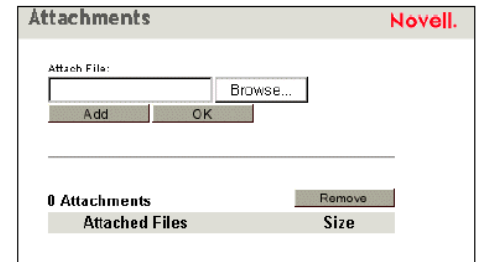 Attachments Novell.
Attach File:
Browse...
Add OK
0 Attachments Remove
Attached Files Size